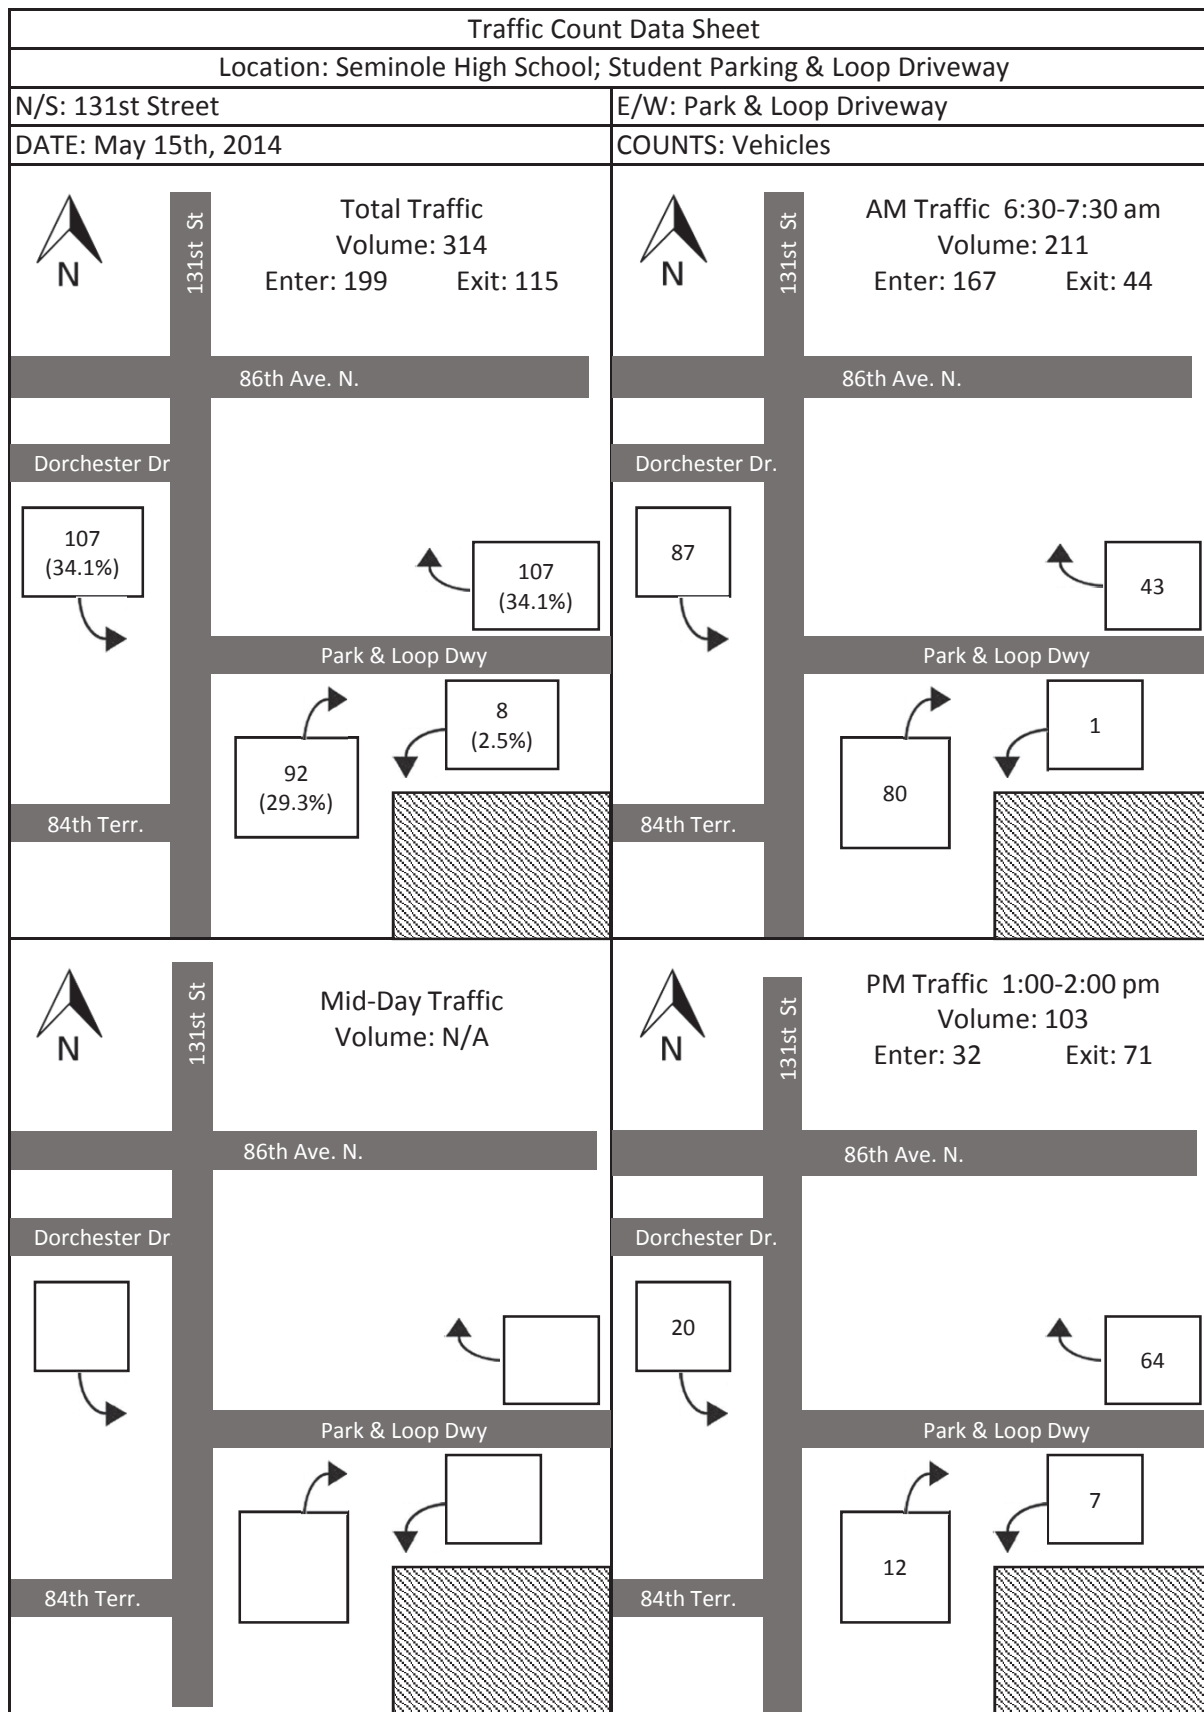 Traffic Count Data Sheet
Location: Seminole High School; Student Parking & Loop Driveway
N/S: 131st Street
E/W: Park & Loop Driveway
DATE: May 15th, 2014
COUNTS: Vehicles
N
131st St
Total Traffic
Volume: 314
Enter: 199 Exit: 115
86th Ave. N.
Dorchester Dr
107
(34.1%)
107
(34.1%)
Park & Loop Dwy
8
(2.5%)
92
(29.3%)
84th Terr.
N
131st St
AM Traffic 6:30-7:30 am
Volume: 211
Enter: 167 Exit: 44
86th Ave. N.
Dorchester Dr.
87
43
Park & Loop Dwy
1
80
84th Terr.
N
131st St
Mid-Day Traffic
Volume: N/A
86th Ave. N.
Dorchester Dr
Park & Loop Dwy
84th Terr.
N
131st St
PM Traffic 1:00-2:00 pm
Volume: 103
Enter: 32 Exit: 71
86th Ave. N.
Dorchester Dr.
20
64
Park & Loop Dwy
7
12
84th Terr.